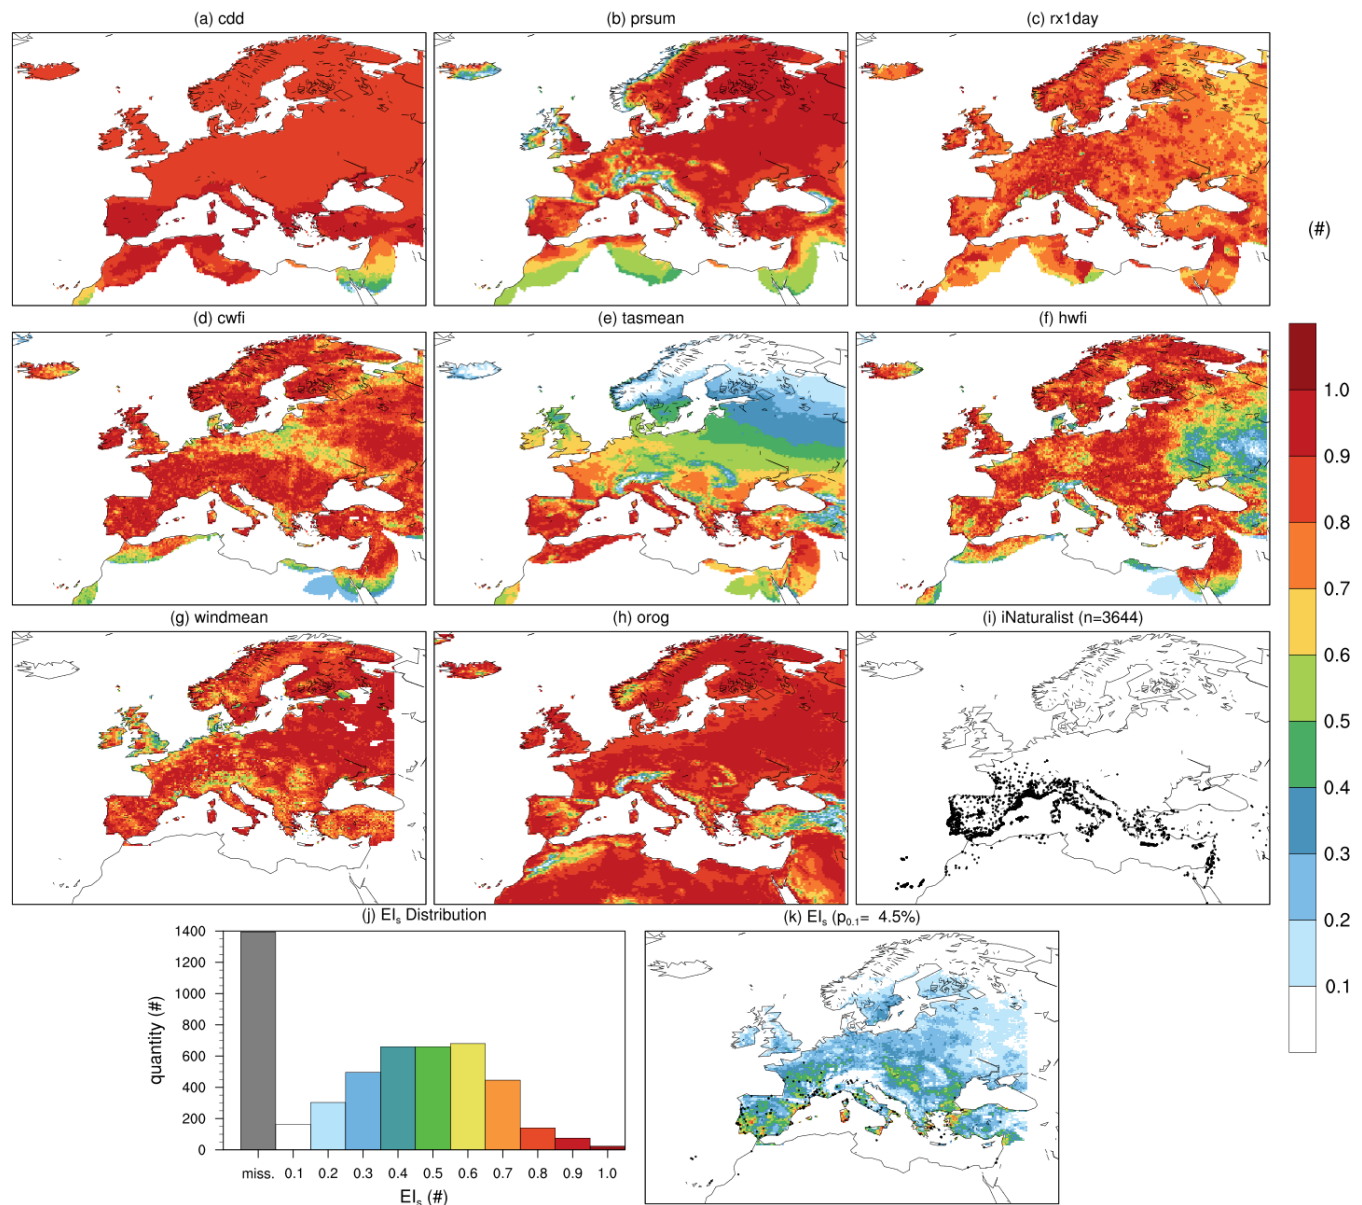 (a) cdd
(b) prsum
(c) rx1day
(#)
(d) cwfi
(e) tasmean
(f) hwfi
1.0
0.9
0.8
0.7
0.6
0.5
0.4
0.3
0.2
0.1
(g) windmean
(h) orog
(i) iNaturalist (n=3644)
(j) EIs Distribution
1400
1200
1000
800
600
400
200
0
quantity (#)
miss. 0.1 0.2 0.3 0.4 0.5 0.6 0.7 0.8 0.9 1.0
EIs (#)
(k) EIs (p0.1= 4.5%)